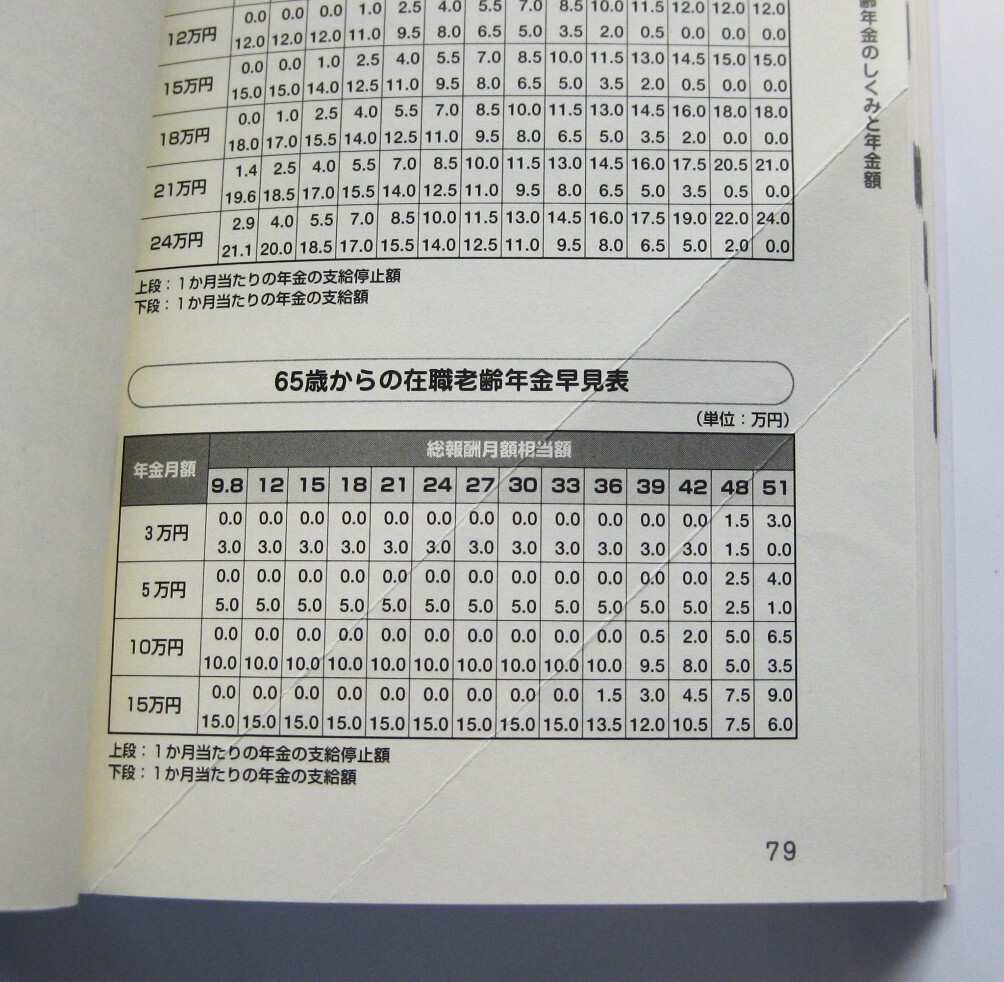 0.0 0.0 0.0 1.0 2.5 4.0 5.5 7.0 8.5 10.0 11.5 12.0 12.0 12.0
12万円
12.0 12.0 12.0 11.0 9.5 8.0 6.5 5.0 3.5 2.0 0.5 0.0 0.0 0.0
0.0 0.0 1.0 2.5 4.0 5.5 7.0 8.5 10.0 11.5 13.0 14.5 15.0 15.0
15万円
15.0 15.0 14.0 12.5 11.0 9.5 8.0 6.5 5.0 3.5 2.0 0.5 0.0 0.0
0.0 1.0 2.5 4.0 5.5 7.0 8.5 10.0 11.5 13.0 14.5 16.0 18.0 18.0
18万円
18.0 17.0 15.5 14.0 12.5 11.0 9.5 8.0 6.5 5.0 3.5 2.0 0.0 0.0
1.4 2.5 4.0 5.5 7.0 8.5 10.0 11.5 13.0 14.5 16.0 17.5 20.5 21.0
21万円
19.6 18.5 17.0 15.5 14.0 12.5 11.0 9.5 8.0 6.5 5.0 3.5 0.5 0.0
2.9 4.0 5.5 7.0 8.5 10.0 11.5 13.0 14.5 16.0 17.5 19.0 22.0 24.0
24万円
21.1 20.0 18.5 17.0 15.5 14.0 12.5 11.0 9.5 8.0 6.5 5.0 2.0 0.0
上段：1か月当たりの年金の支給停止額
下段：1か月当たりの年金の支給額
65歳からの在職老齢年金早見表
（単位：万円）
年金月額
総報酬月額相当額
9.8 12 15 18 21 24 27 30 33 36 39 42 48 51
0.0 0.0 0.0 0.0 0.0 0.0 0.0 0.0 0.0 0.0 0.0 0.0 1.5 3.0
3万円
3.0 3.0 3.0 3.0 3.0 3.0 3.0 3.0 3.0 3.0 3.0 3.0 1.5 0.0
0.0 0.0 0.0 0.0 0.0 0.0 0.0 0.0 0.0 0.0 0.0 0.0 2.5 4.0
5万円
5.0 5.0 5.0 5.0 5.0 5.0 5.0 5.0 5.0 5.0 5.0 5.0 2.5 1.0
0.0 0.0 0.0 0.0 0.0 0.0 0.0 0.0 0.0 0.0 0.5 2.0 5.0 6.5
10万円
10.0 10.0 10.0 10.0 10.0 10.0 10.0 10.0 10.0 10.0 9.5 8.0 5.0 3.5
0.0 0.0 0.0 0.0 0.0 0.0 0.0 0.0 0.0 1.5 3.0 4.5 7.5 9.0
15万円
15.0 15.0 15.0 15.0 15.0 15.0 15.0 15.0 15.0 13.5 12.0 10.5 7.5 6.0
上段：1か月当たりの年金の支給停止額
下段：1か月当たりの年金の支給額
齢年金のしくみと年金額
79